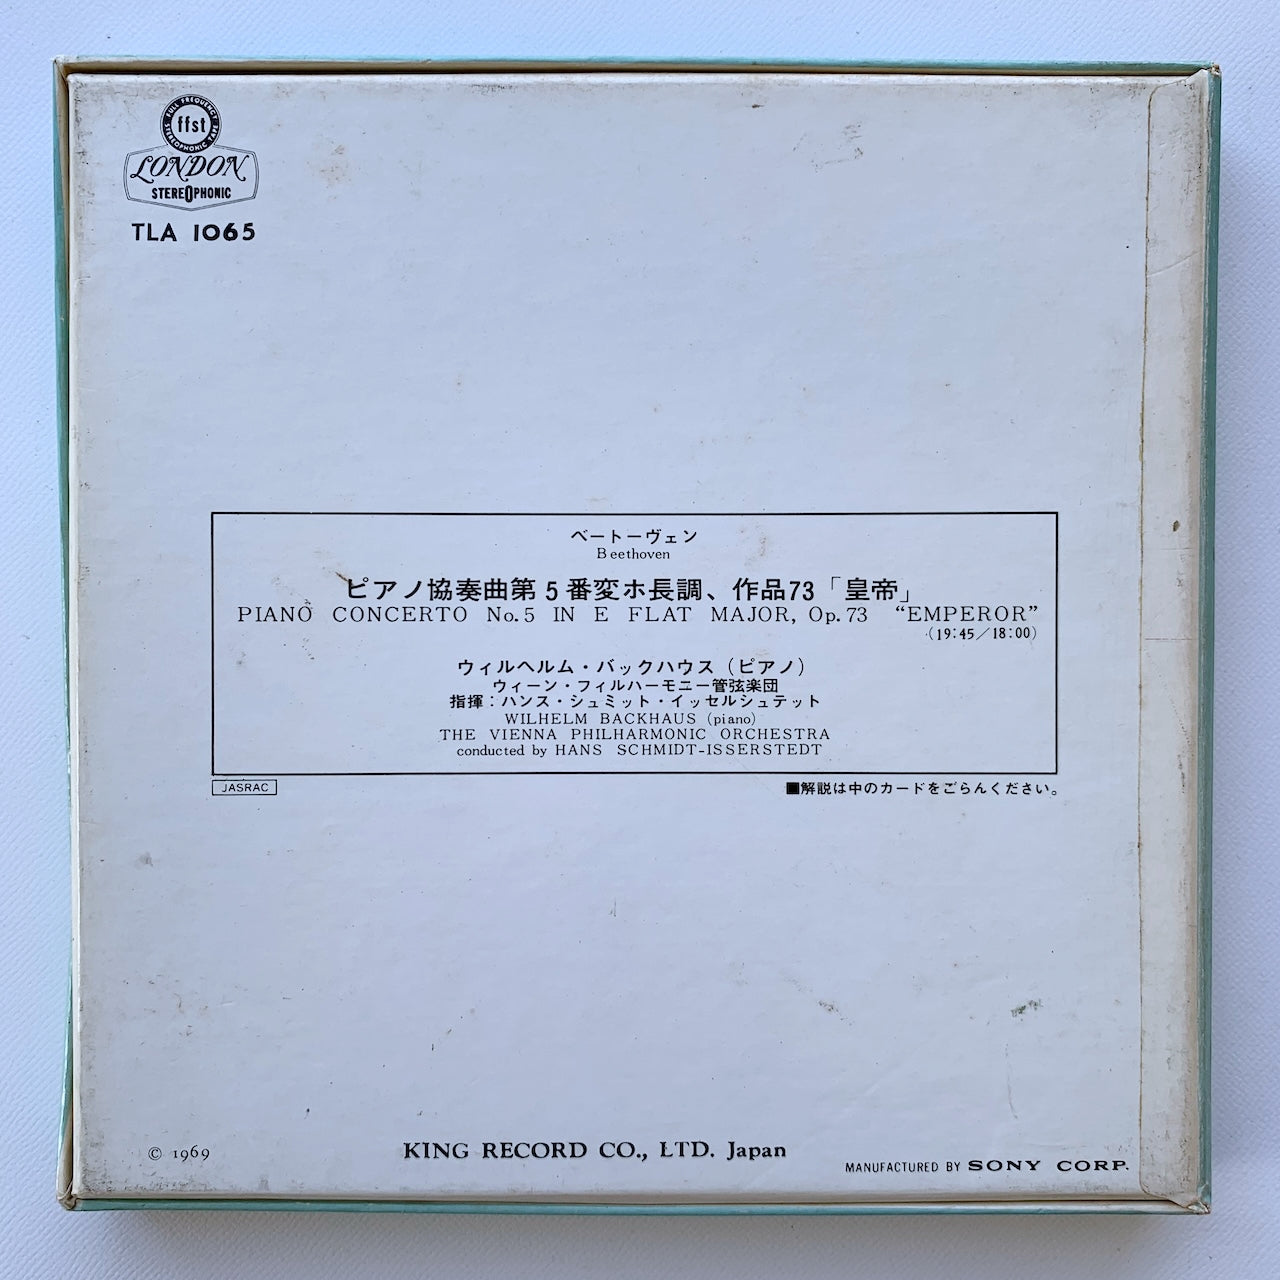 FULL FREQUENCY STEREOPHONIC TAPE
ffst
LONDON
STEREOPHONIC
TLA 1065
ベートーヴェン
Beethoven
ピアノ協奏曲第5番変ホ長調、作品73「皇帝」
PIANO CONCERTO No. 5 IN E FLAT MAJOR, Op. 73 “EMPEROR”
(19:45/18:00)
ウィルヘルム・バックハウス(ピアノ)
ウィーン・フィルハーモニー管弦楽団
指揮:ハンス・シュミット・イッセルシュテット
WILHELM BACKHAUS (piano)
THE VIENNA PHILHARMONIC ORCHESTRA
conducted by HANS SCHMIDT-ISSERSTEDT
JASRAC
■解説は中のカードをごらんください。
© 1969
KING RECORD CO., LTD. Japan
MANUFACTURED BY SONY CORP.